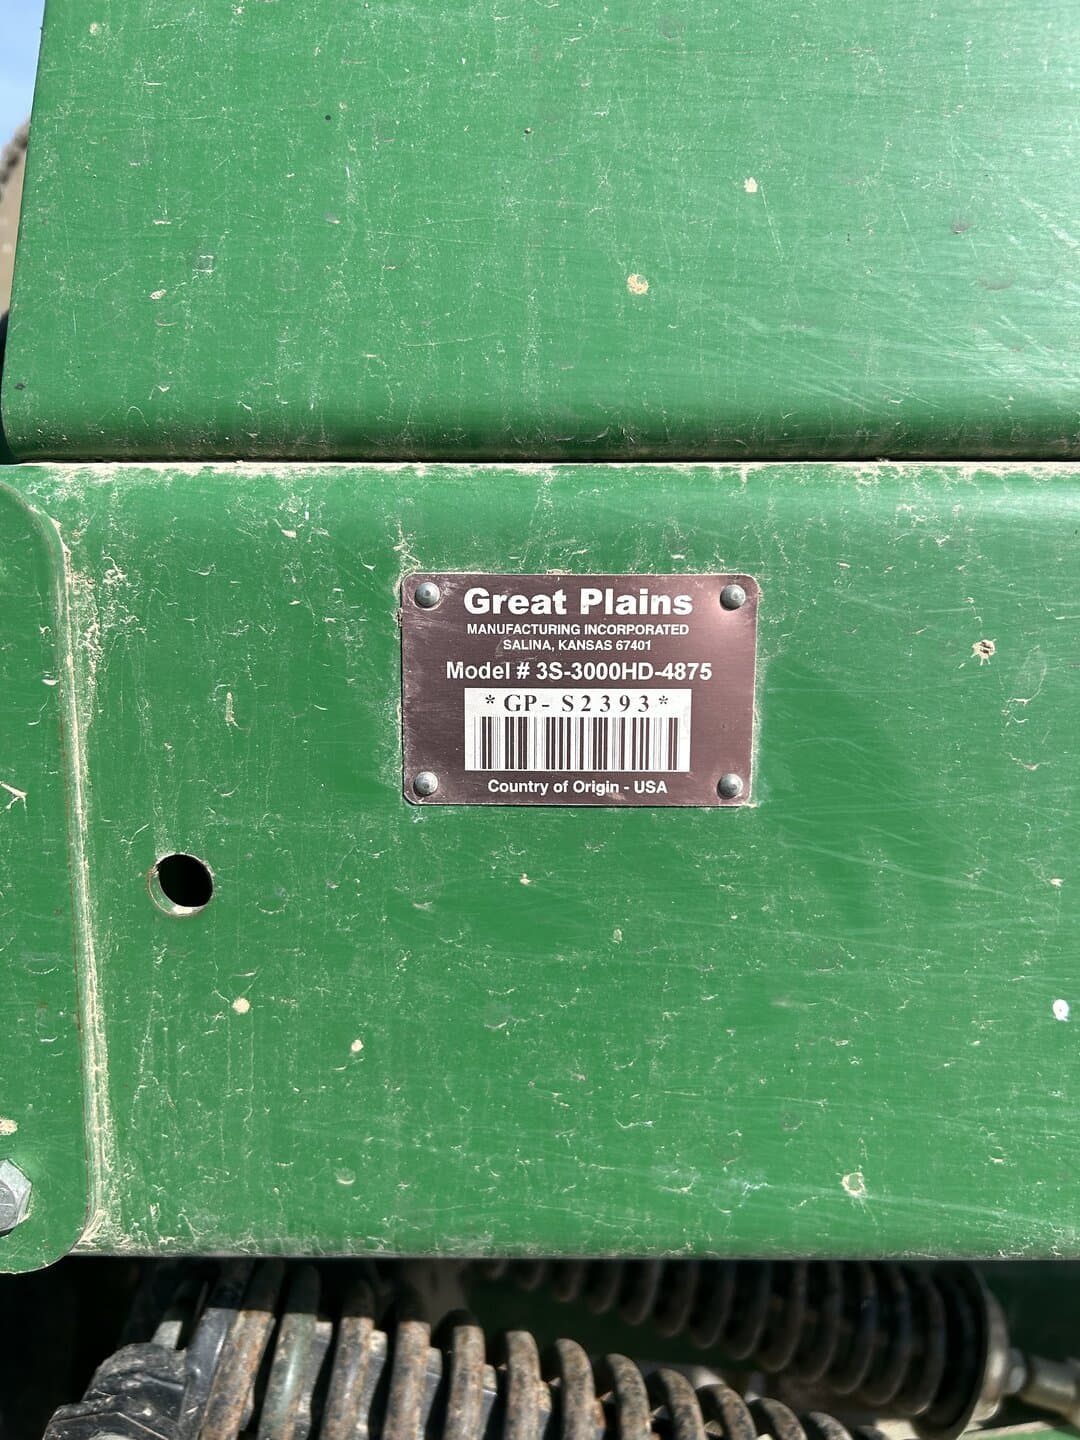 Great Plains
MANUFACTURING INCORPORATED
SALINA, KANSAS 67401
Model # 3S-3000HD-4875
*GP- S2393*
Country of Origin - USA